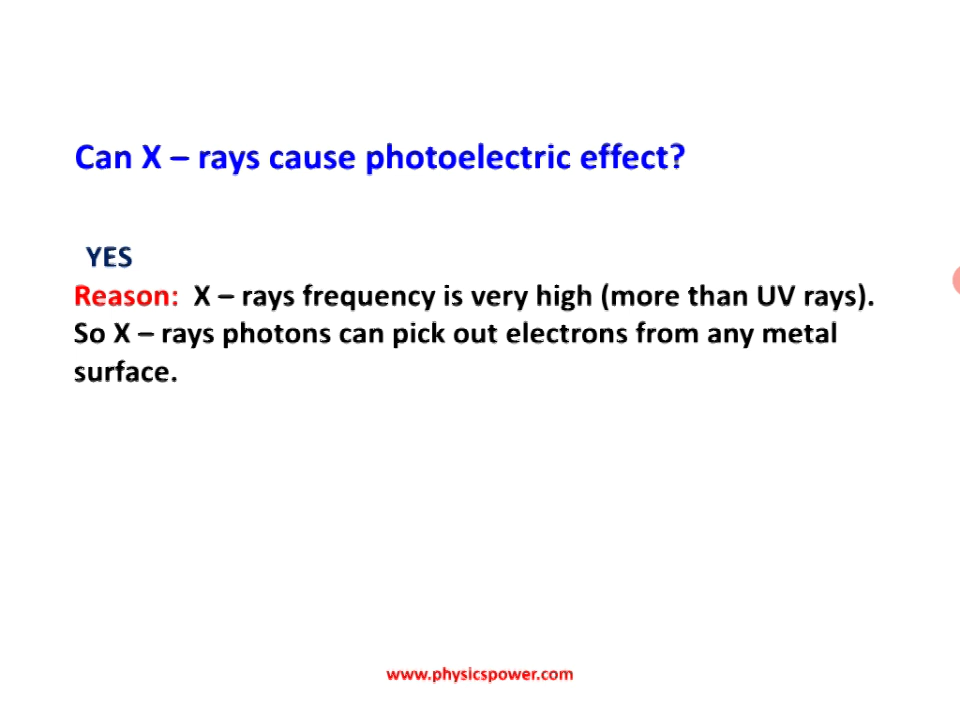 Can X – rays cause photoelectric effect?
YES
Reason: X – rays frequency is very high (more than UV rays).
So X – rays photons can pick out electrons from any metal
surface.
www.physicspower.com